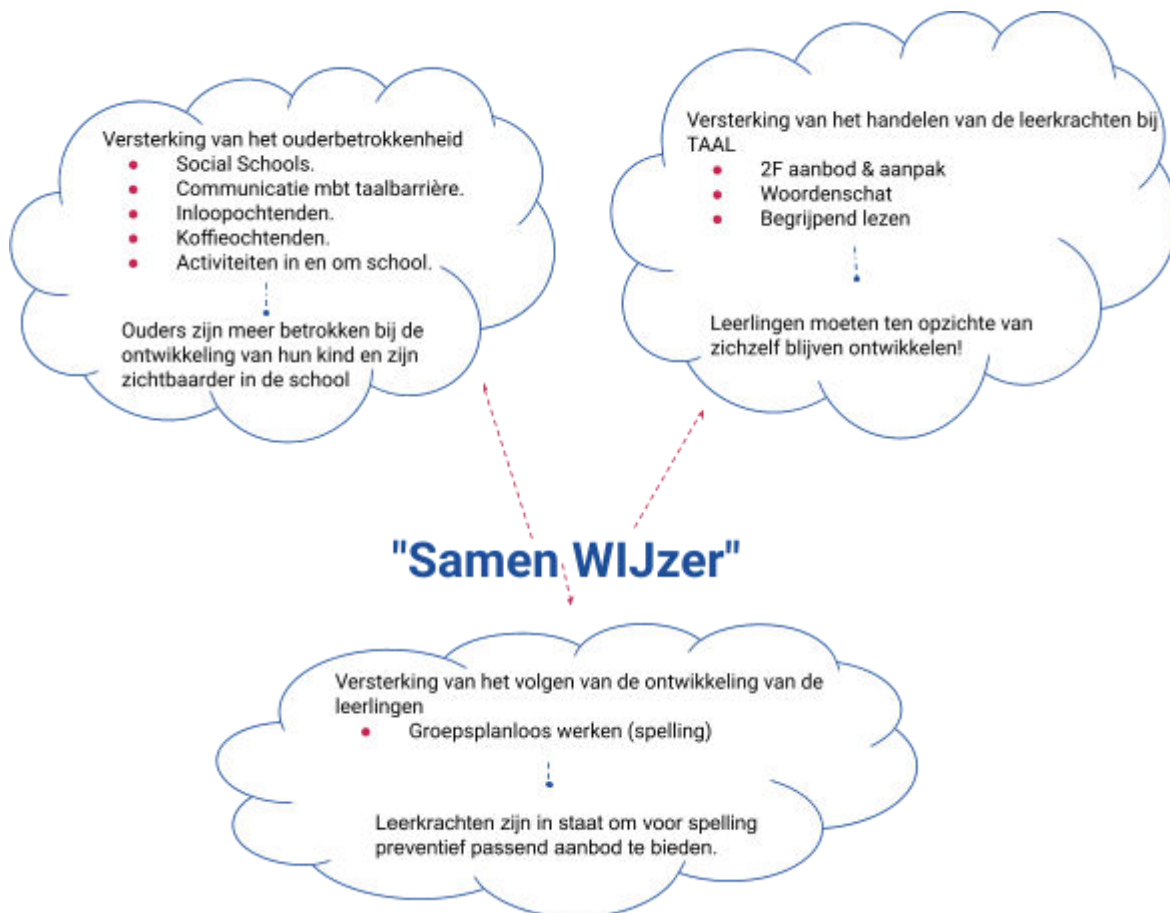 Versterking van het ouderbetrokkenheid
Social Schools.
Communicatie mbt taalbarrière.
Inloopochtenden.
Koffieochtenden.
Activiteiten in en om school.
Ouders zijn meer betrokken bij de
ontwikkeling van hun kind en zijn
zichtbaarder in de school
Versterking van het handelen van de leerkrachten bij
TAAL
2F aanbod & aanpak
Woordenschat
Begrijpend lezen
Leerlingen moeten ten opzichte van
zichzelf blijven ontwikkelen!
"Samen WIJzer"
Versterking van het volgen van de ontwikkeling van de
leerlingen
Groepsplanloos werken (spelling)
Leerkrachten zijn in staat om voor spelling
preventief passend aanbod te bieden.